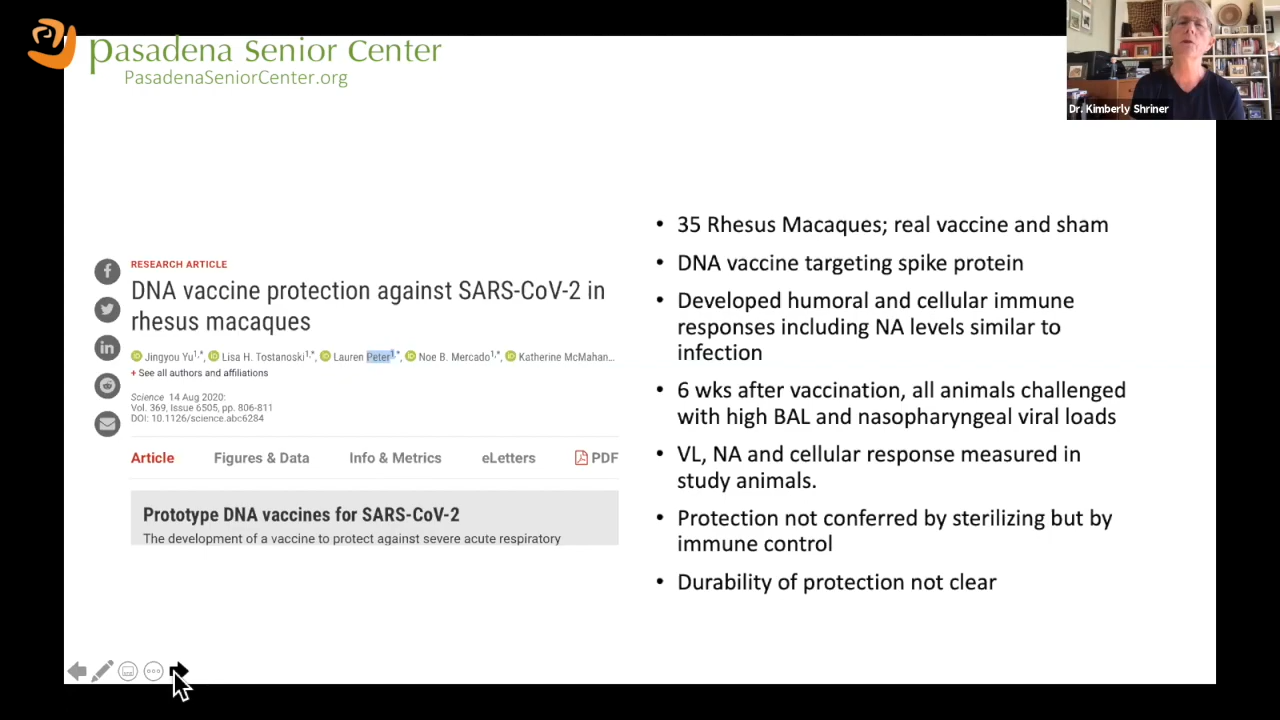 Pasadena Senior Center
PasadenaSeniorCenter.org
Dr. Kimberly Shriner
RESEARCH ARTICLE
DNA vaccine protection against SARS-CoV-2 in
rhesus macaques
Jingyou Yu1,*, Lisa H. Tostanoski1,*, Lauren Peter1,*, Noe B. Mercado1,*, Katherine McMahan...
+ See all authors and affiliations
Science 14 Aug 2020:
Vol. 369, Issue 6505, pp. 806-811
DOI: 10.1126/science.abc6284
Article Figures & Data Info & Metrics eLetters PDF
Prototype DNA vaccines for SARS-CoV-2
The development of a vaccine to protect against severe acute respiratory
• 35 Rhesus Macaques; real vaccine and sham
• DNA vaccine targeting spike protein
• Developed humoral and cellular immune
responses including NA levels similar to
infection
• 6 wks after vaccination, all animals challenged
with high BAL and nasopharyngeal viral loads
• VL, NA and cellular response measured in
study animals.
• Protection not conferred by sterilizing but by
immune control
• Durability of protection not clear